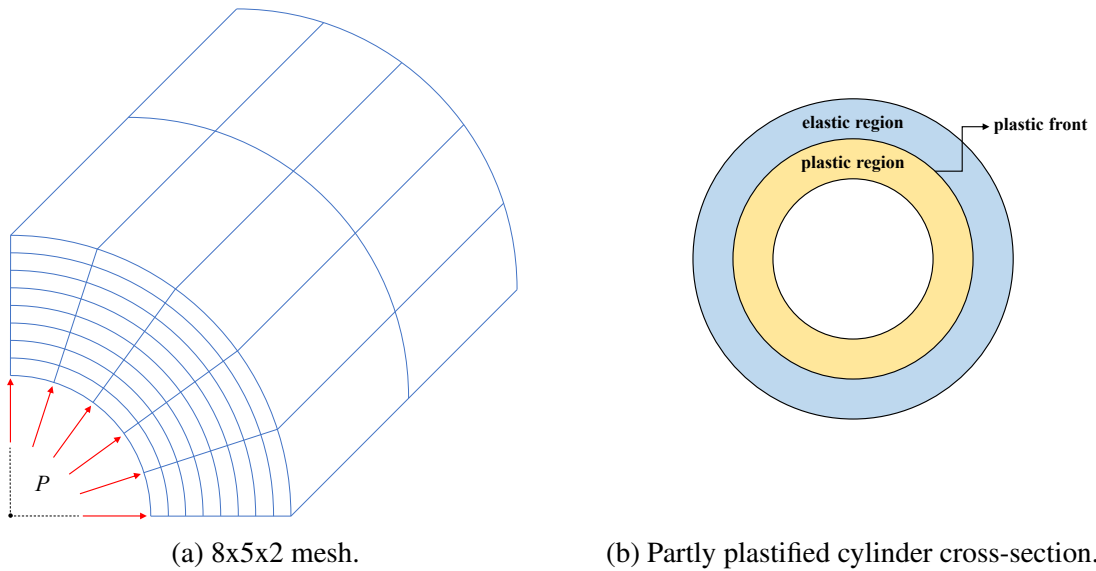 elastic region
plastic front
plastic region
P
(a) 8x5x2 mesh.
(b) Partly plastified cylinder cross-section.